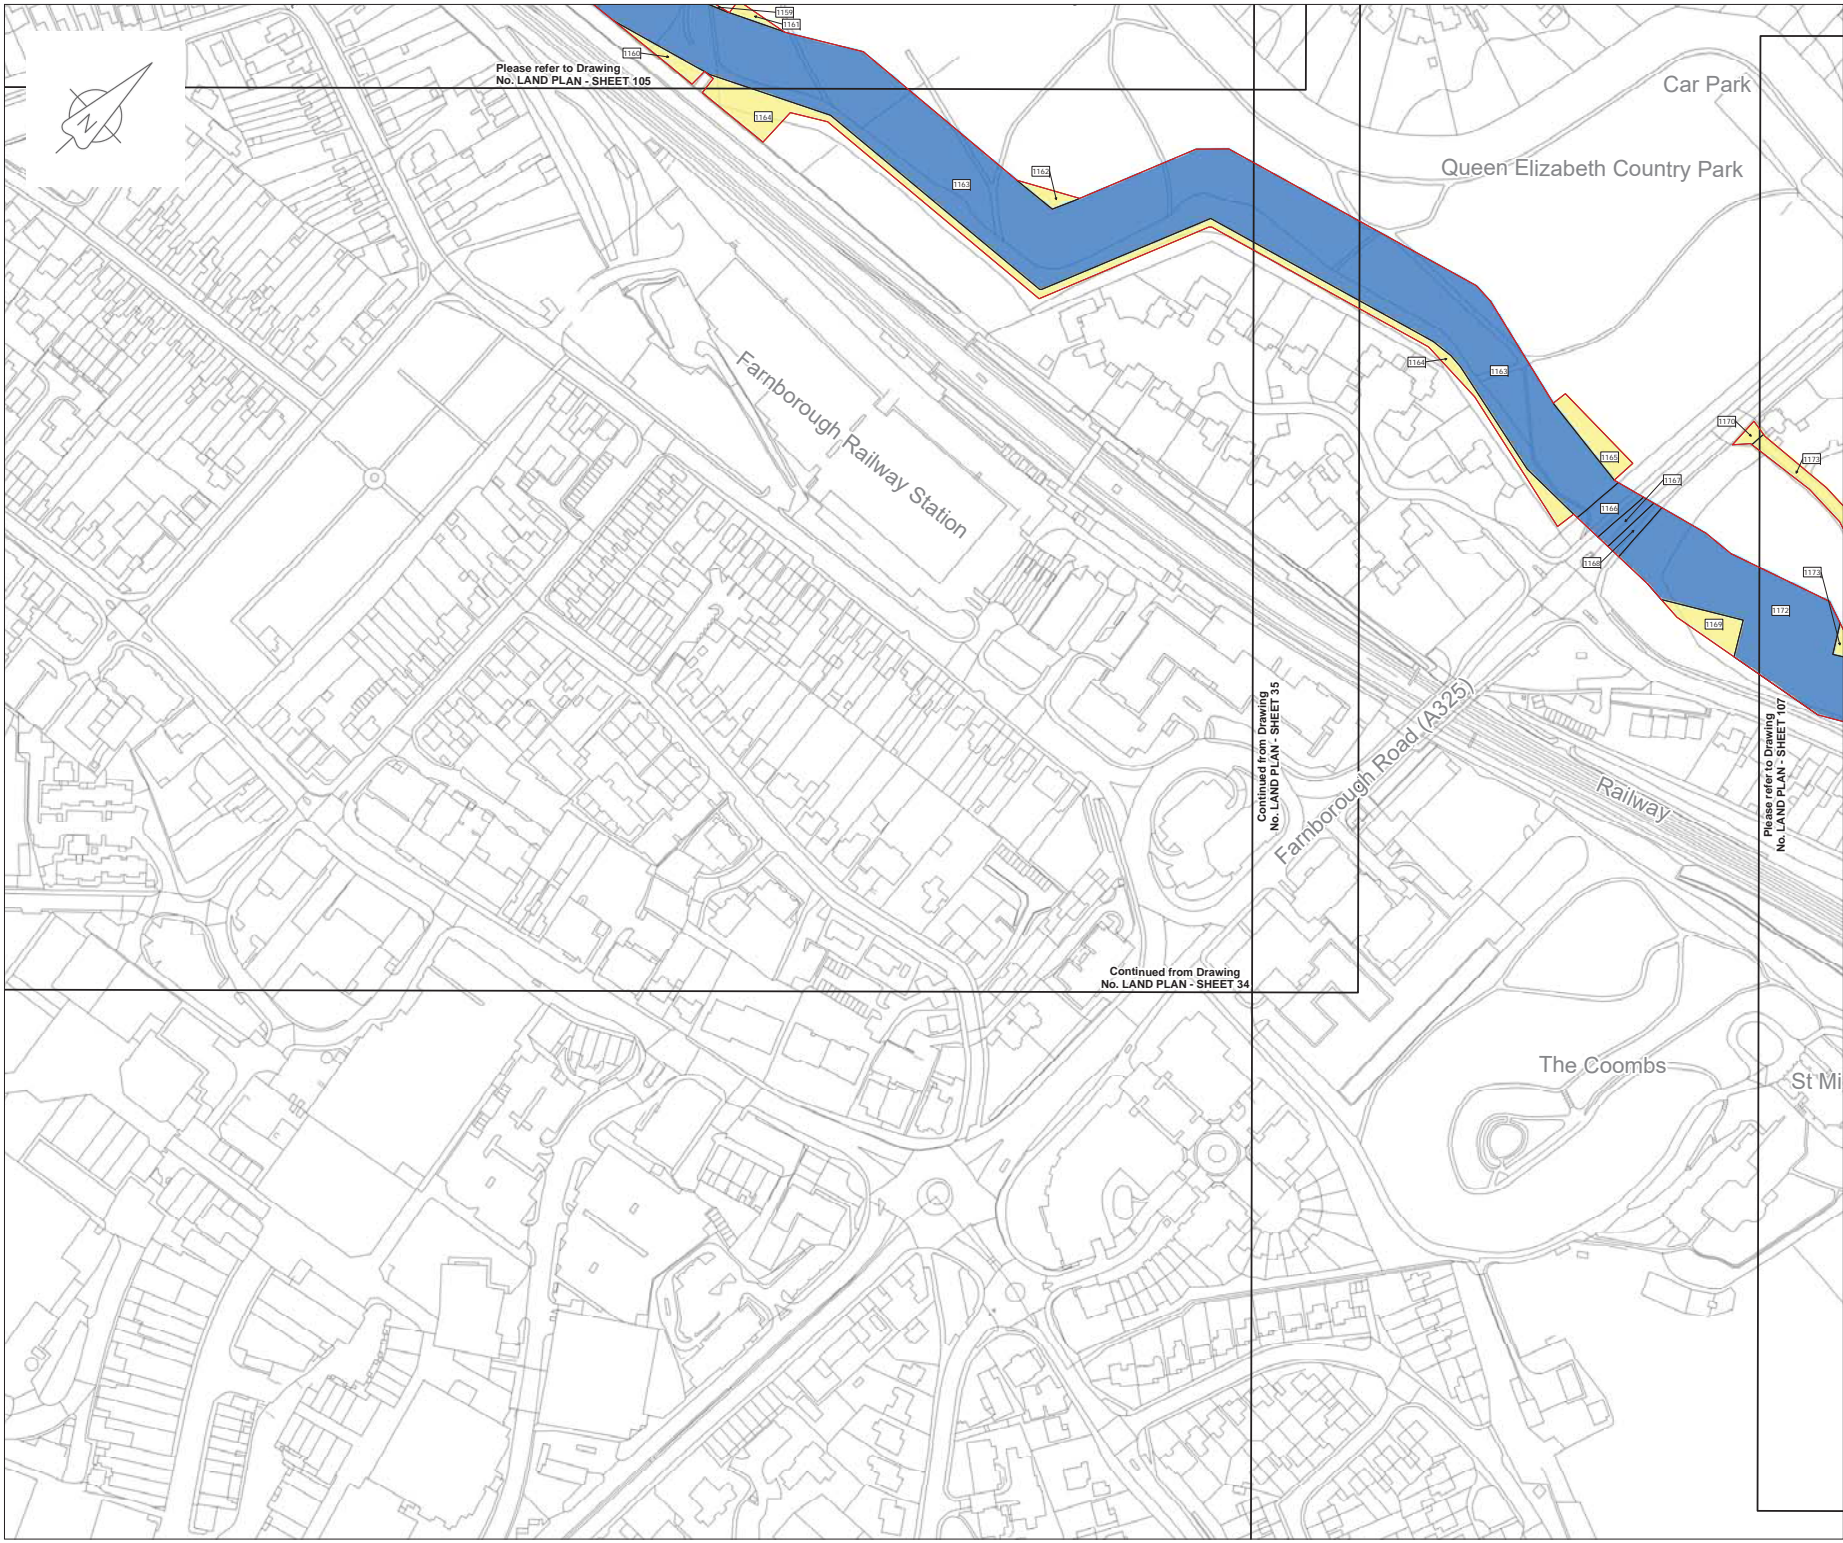 1159
1161
1160
Please refer to Drawing
No. LAND PLAN - SHEET 105
N
1164
Car Park
Queen Elizabeth Country Park
1162
1163
1164
1163
Farnborough Railway Station
1170
1173
1165
1167
1166
1168
1173
1172
1169
Continued from Drawing
No. LAND PLAN - SHEET 35
Farnborough Road (A325)
Railway
Please refer to Drawing
No. LAND PLAN - SHEET 107
Continued from Drawing
No. LAND PLAN - SHEET 34
The Coombs
St Mi